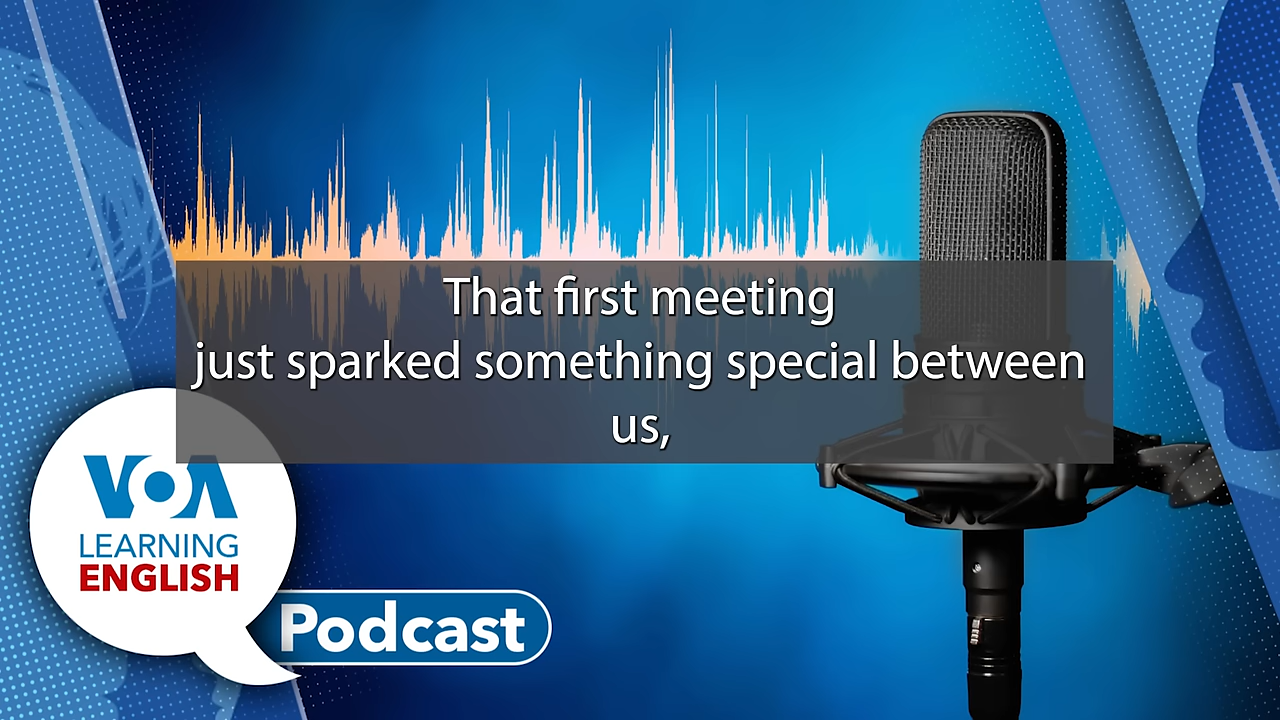 That first meeting
just sparked something special between
us,
VOA
LEARNING
ENGLISH
Podcast